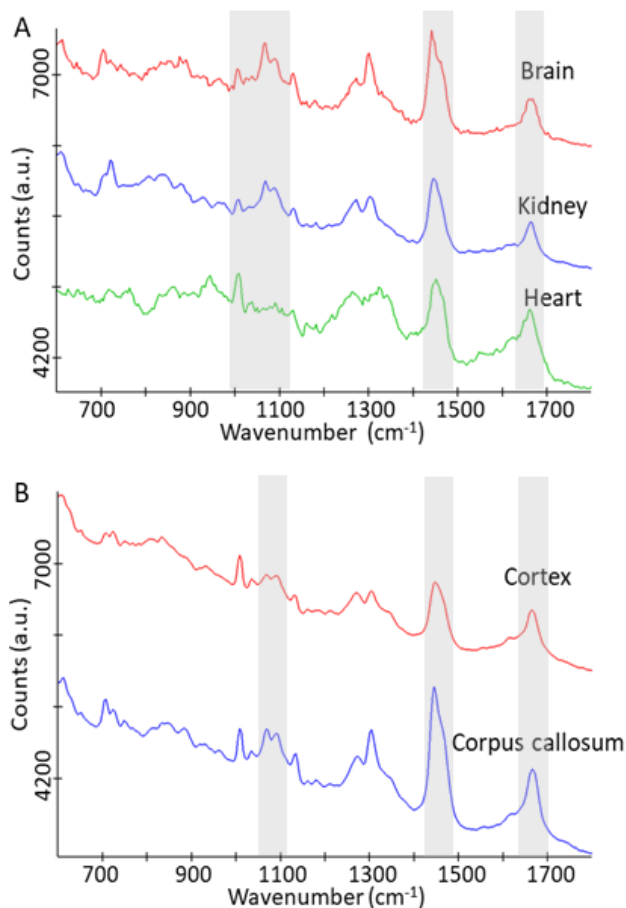 A
Brain
7000
Kidney
Counts (a.u.)
Heart
4200
700 900 1100 1300 1500 1700
Wavenumber (cm-1)
B
7000
Cortex
Counts (a.u.)
Corpus callosum
4200
700 900 1100 1300 1500 1700
Wavenumber (cm-1)